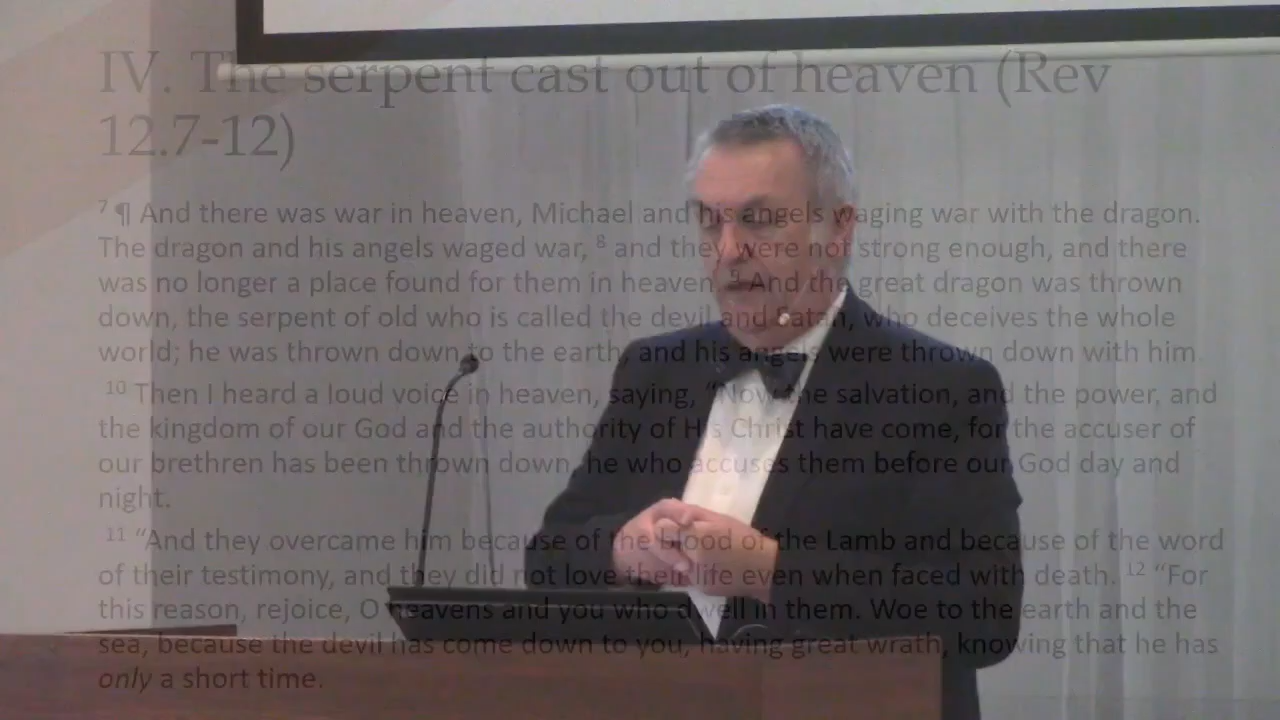 IV. The serpent cast out of heaven (Rev
12.7-12)
7 ¶ And there was war in heaven, Michael and his angels waging war with the dragon.
The dragon and his angels waged war, 8 and they were not strong enough, and there
was no longer a place found for them in heaven. 9 And the great dragon was thrown
down, the serpent of old who is called the devil and Satan, who deceives the whole
world; he was thrown down to the earth, and his angels were thrown down with him.
10 Then I heard a loud voice in heaven, saying, “Now the salvation, and the power, and
the kingdom of our God and the authority of His Christ have come, for the accuser of
our brethren has been thrown down, he who accuses them before our God day and
night.
11 “And they overcame him because of the blood of the Lamb and because of the word
of their testimony, and they did not love their life even when faced with death. 12 “For
this reason, rejoice, O heavens and you who dwell in them. Woe to the earth and the
sea, because the devil has come down to you, having great wrath, knowing that he has
only a short time.